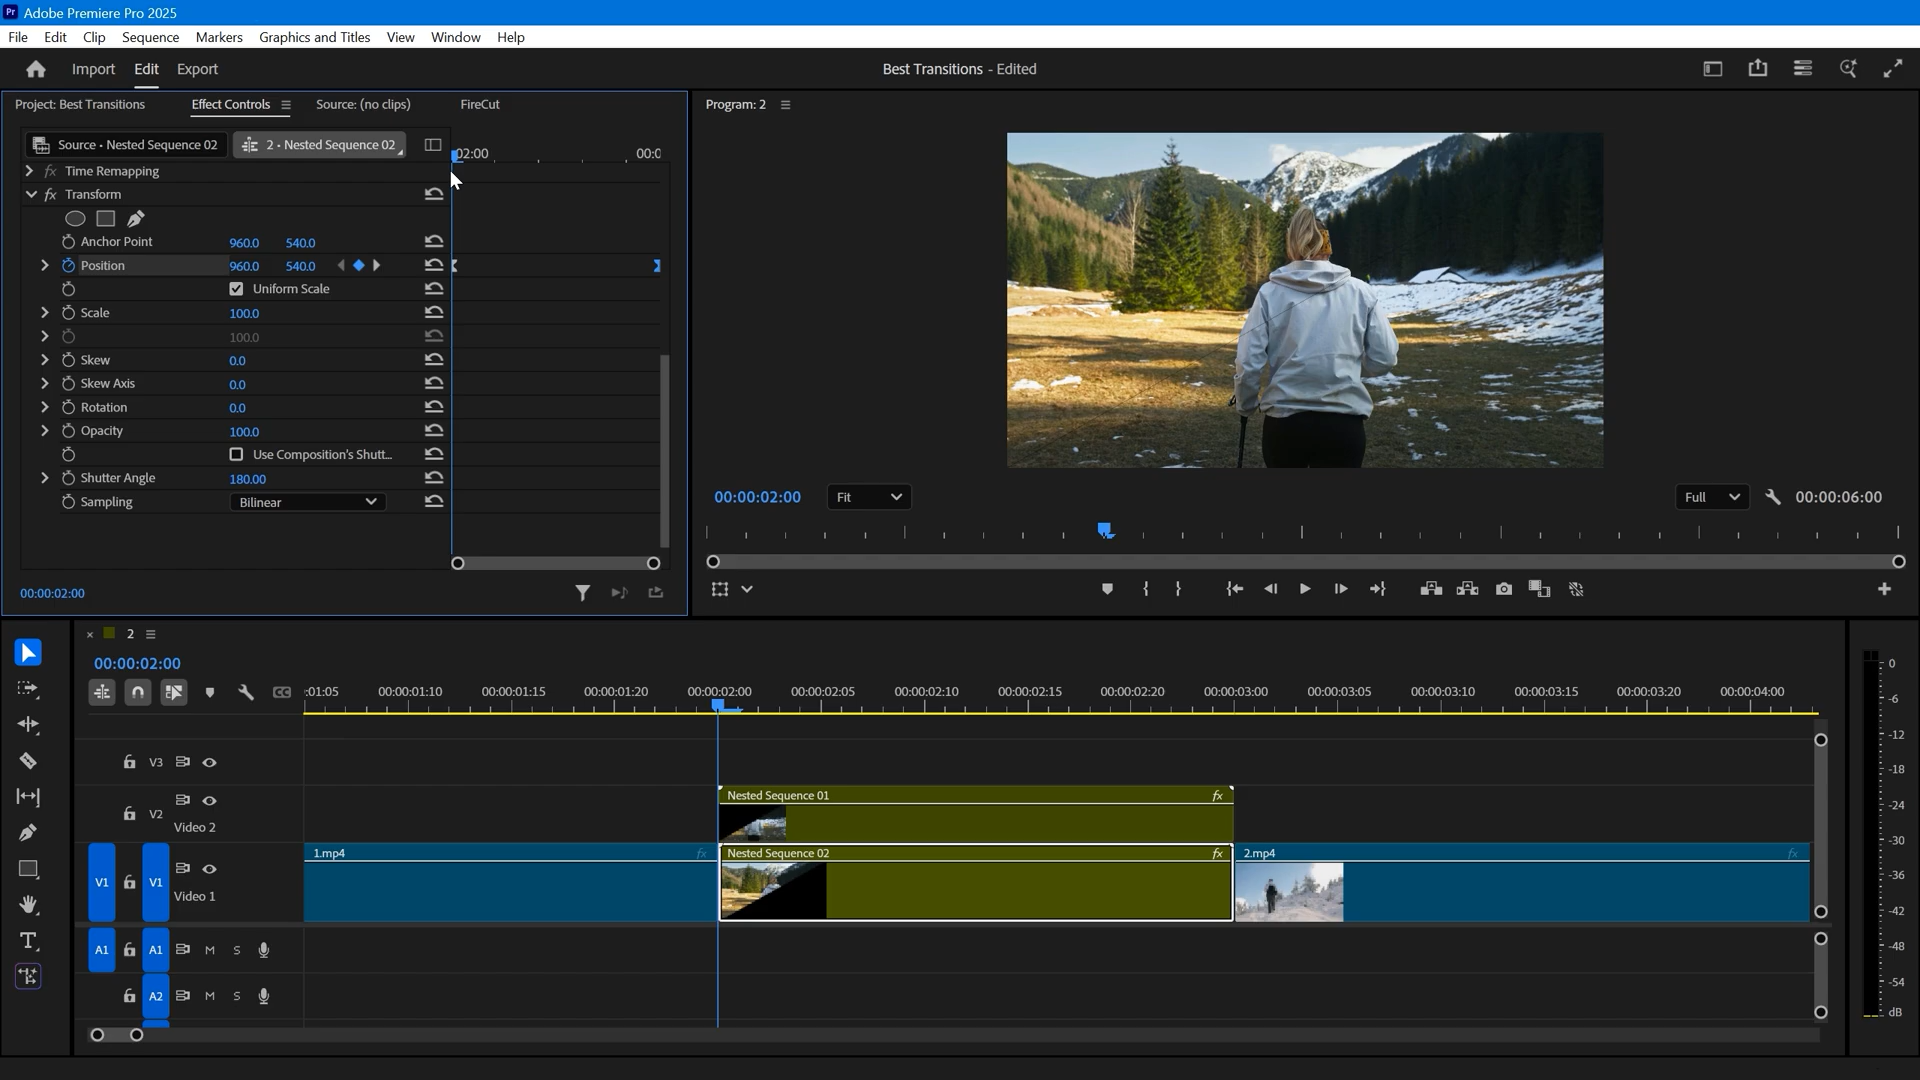 Adobe Premiere Pro 2025
File Edit Clip Sequence Markers Graphics and Titles View Window Help
Import Edit Export
Best Transitions - Edited
Project: Best Transitions Effect Controls Source: (no clips) FireCut
Source • Nested Sequence 02 2 • Nested Sequence 02
02:00 00:0
Time Remapping
fx Transform
Anchor Point 960.0 540.0
Position 960.0 540.0
Uniform Scale
Scale 100.0
100.0
Skew 0.0
Skew Axis 0.0
Rotation 0.0
Opacity 100.0
Use Composition's Shutt...
Shutter Angle 180.00
Sampling Bilinear
00:00:02:00
Program: 2
00:00:02:00 Fit Full 00:00:06:00
2
00:00:02:00
:01:05 00:00:01:10 00:00:01:15 00:00:01:20 00:00:02:00 00:00:02:05 00:00:02:10 00:00:02:15 00:00:02:20 00:00:03:00 00:00:03:05 00:00:03:10 00:00:03:15 00:00:03:20 00:00:04:00
CC
V3
V2 Video 2
Nested Sequence 01 fx
V1 V1 Video 1
1.mp4 fx
Nested Sequence 02 fx
2.mp4 fx
A1 A1 M S
A2 M S
0
-6
-12
-18
-24
-30
-36
-42
-48
-54
dB